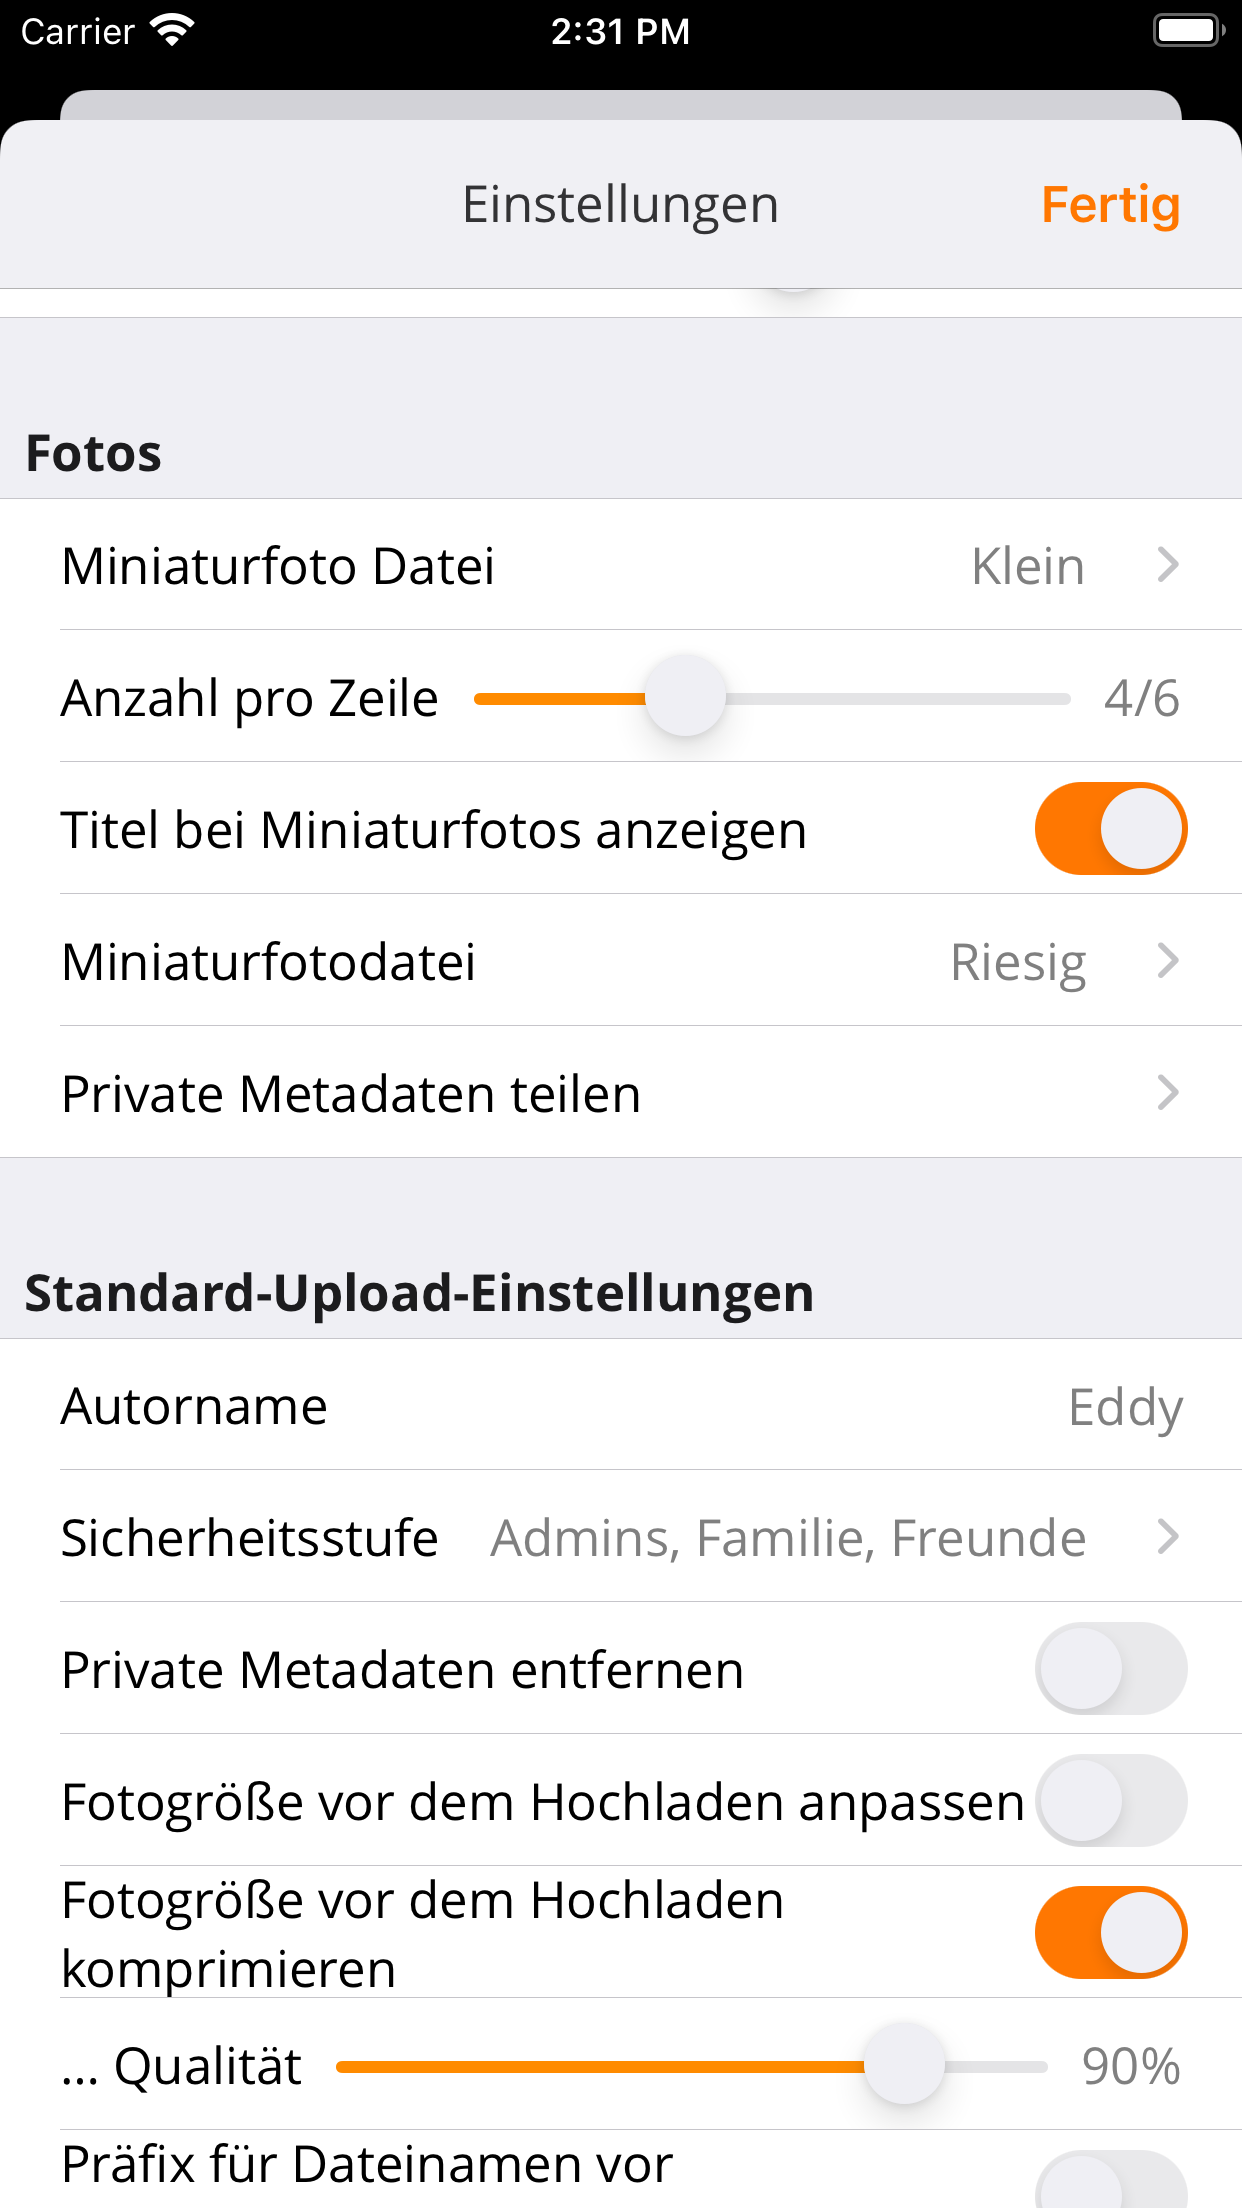 Carrier 2:31 PM
Einstellungen Fertig
Fotos
Miniaturfoto Datei Klein
Anzahl pro Zeile 4/6
Titel bei Miniaturfotos anzeigen
Miniaturfotodatei Riesig
Private Metadaten teilen
Standard-Upload-Einstellungen
Autorname Eddy
Sicherheitsstufe Admins, Familie, Freunde
Private Metadaten entfernen
Fotogröße vor dem Hochladen anpassen
Fotogröße vor dem Hochladen
komprimieren
... Qualität 90%
Präfix für Dateinamen vor